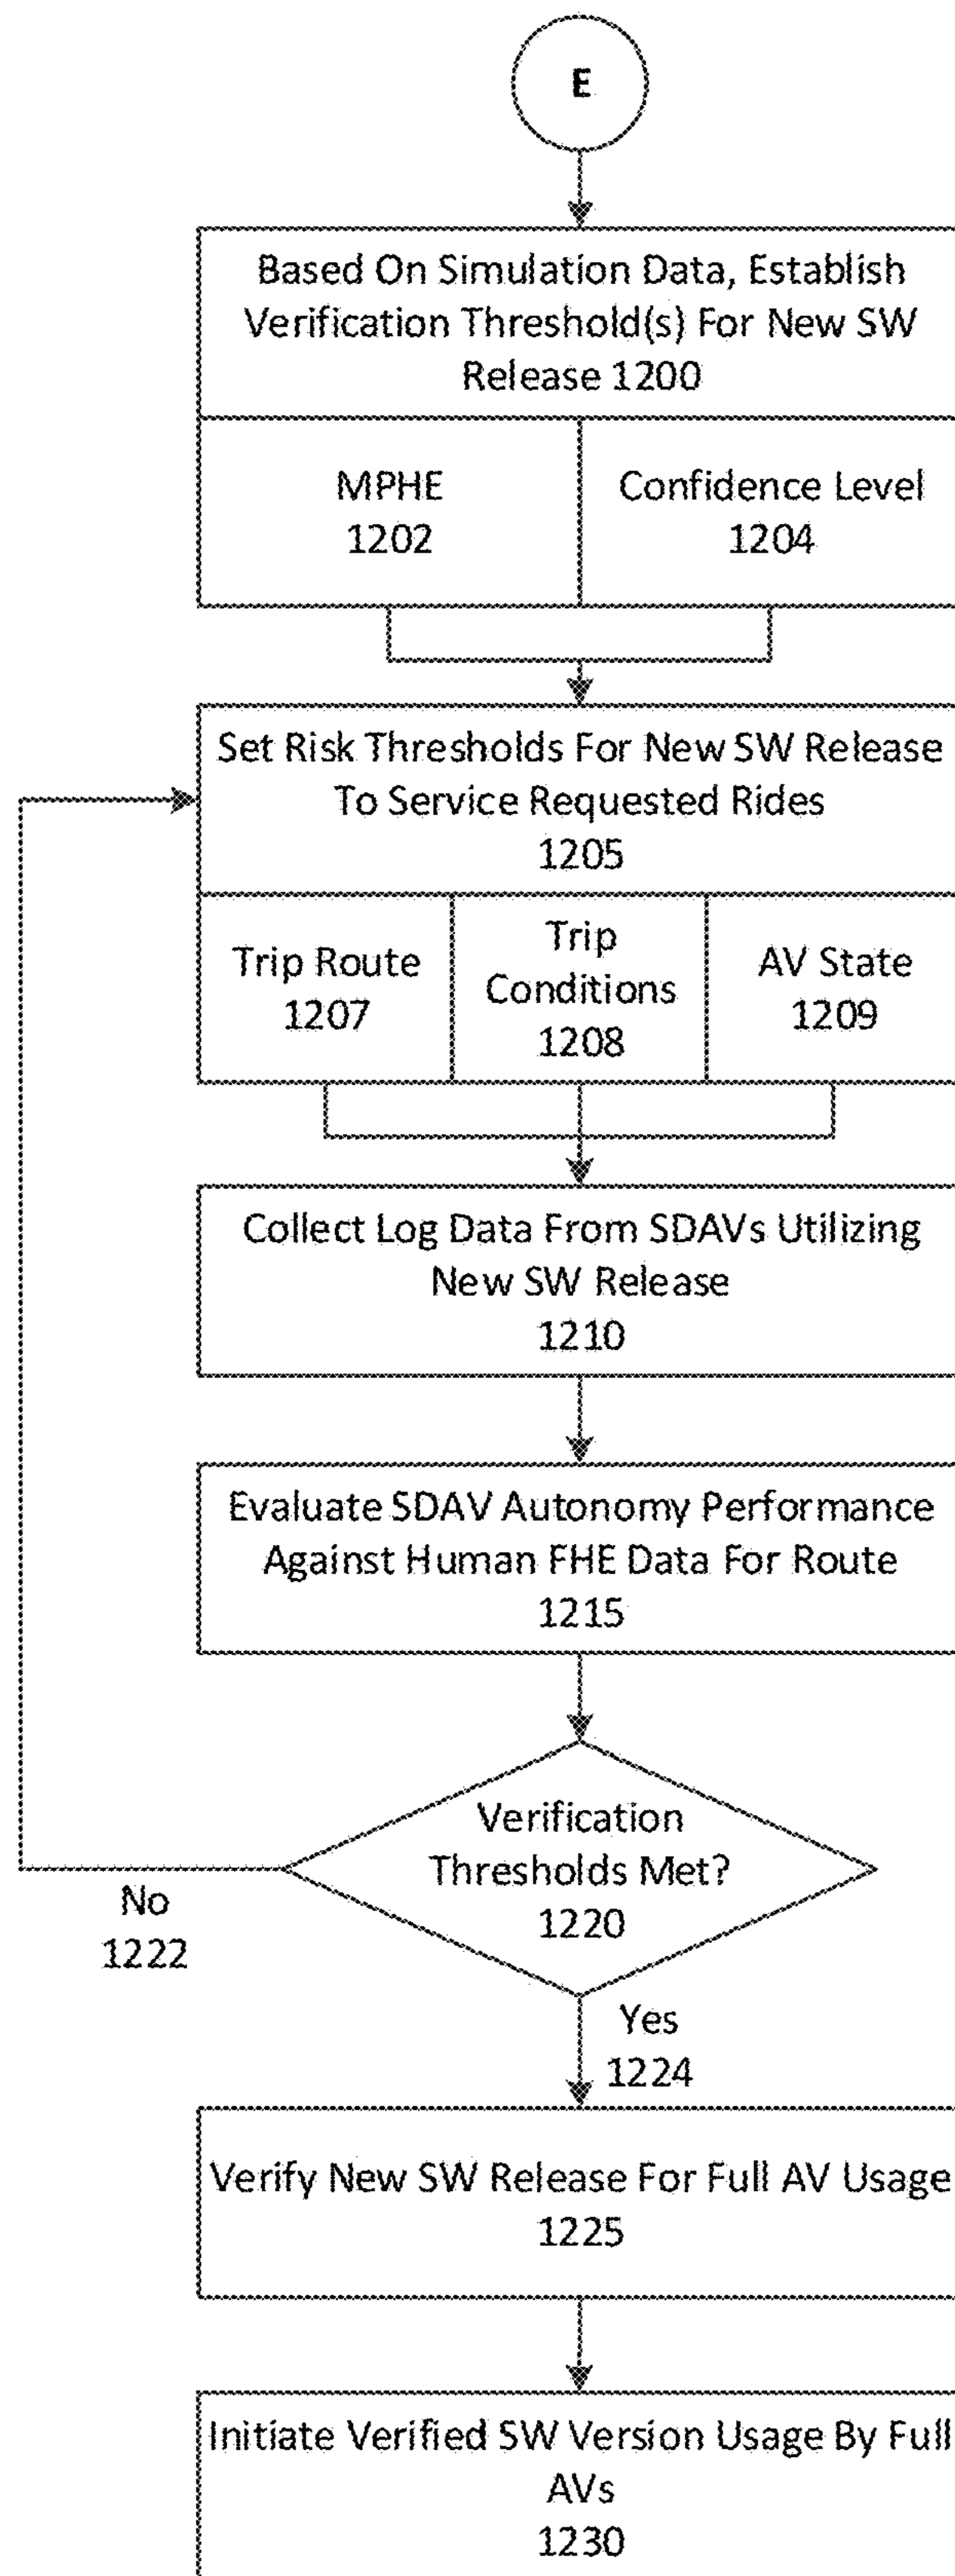 E
Based On Simulation Data, Establish
Verification Threshold(s) For New SW
Release 1200
MPHE
1202
Confidence Level
1204
Set Risk Thresholds For New SW Release
To Service Requested Rides
1205
Trip Route
1207
Trip
Conditions
1208
AV State
1209
Collect Log Data From SDAVs Utilizing
New SW Release
1210
Evaluate SDAV Autonomy Performance
Against Human FHE Data For Route
1215
Verification
Thresholds Met?
1220
No
1222
Yes
1224
Verify New SW Release For Full AV Usage
1225
Initiate Verified SW Version Usage By Full
AVs
1230